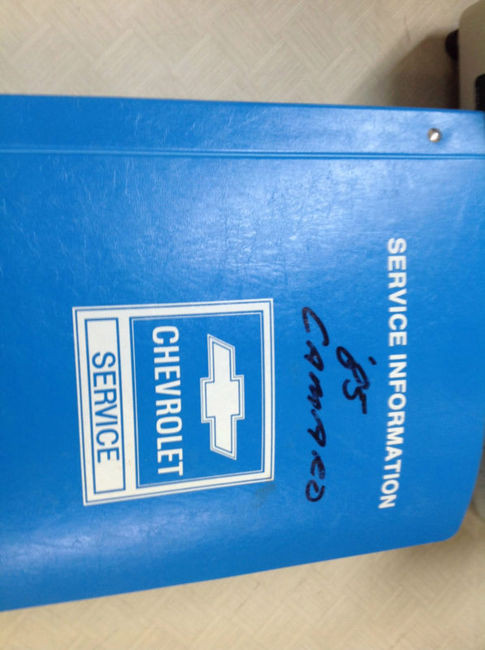 SERVICE INFORMATION
'85
CAMARO
CHEVROLET
SERVICE